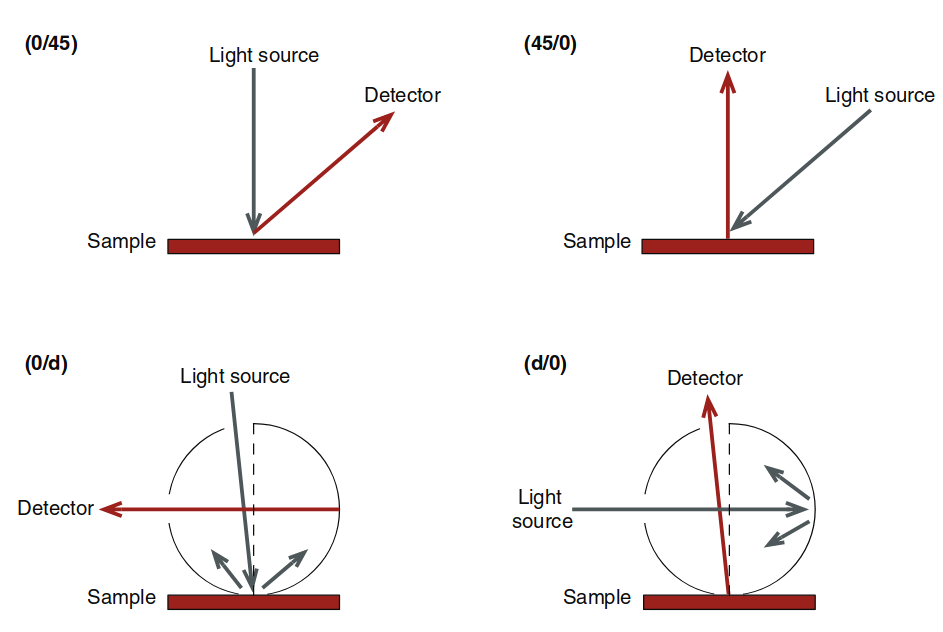 (0/45)
Light source
Detector
Sample
(45/0)
Detector
Light source
Sample
(0/d)
Light source
Detector
Sample
(d/0)
Detector
Light
source
Sample